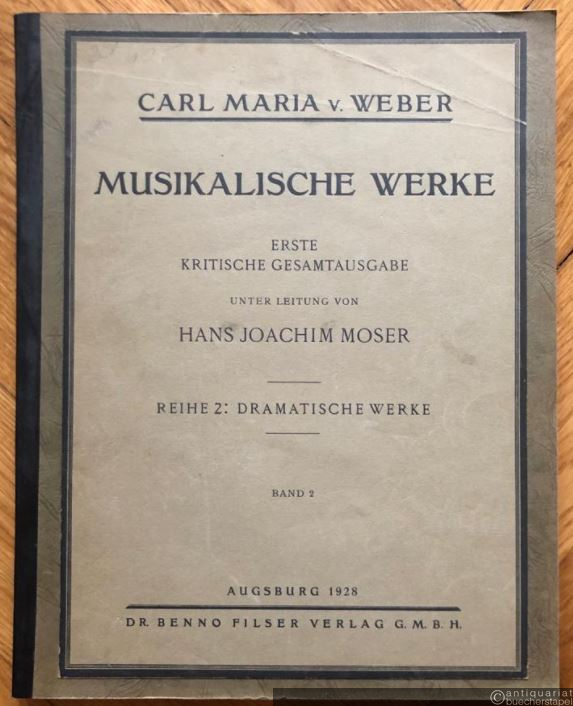 CARL MARIA v. WEBER
MUSIKALISCHE WERKE
ERSTE
KRITISCHE GESAMTAUSGABE
UNTER LEITUNG VON
HANS JOACHIM MOSER
REIHE 2: DRAMATISCHE WERKE
BAND 2
AUGSBURG 1928
DR. BENNO FILSER VERLAG G. M. B. H.
© antiquariat
buecherstapel